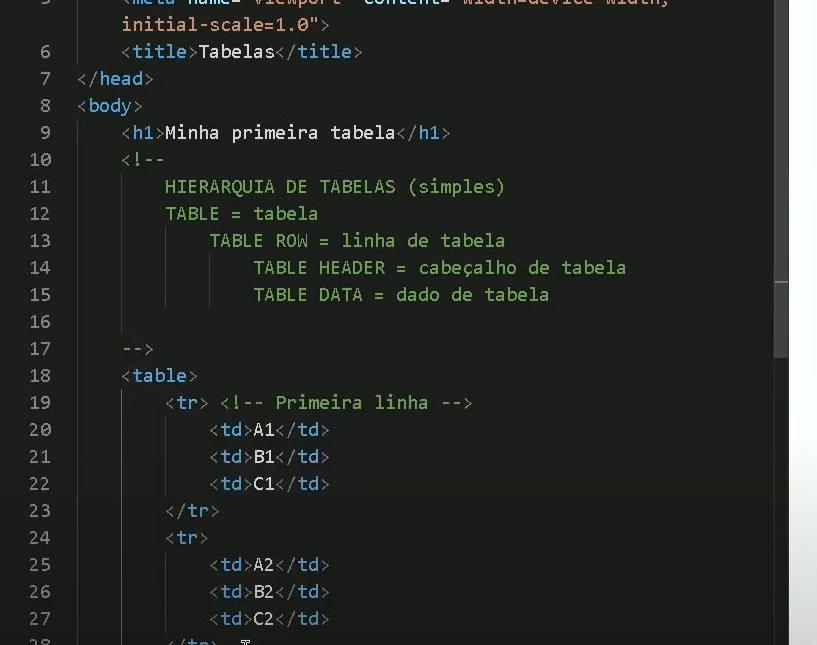 5 <meta name="viewport" content="width=device-width,
initial-scale=1.0">
6 <title>Tabelas</title>
7 </head>
8 <body>
9 <h1>Minha primeira tabela</h1>
10 <!--
11 HIERARQUIA DE TABELAS (simples)
12 TABLE = tabela
13 TABLE ROW = linha de tabela
14 TABLE HEADER = cabeçalho de tabela
15 TABLE DATA = dado de tabela
16
17 -->
18 <table>
19 <tr> <!-- Primeira linha -->
20 <td>A1</td>
21 <td>B1</td>
22 <td>C1</td>
23 </tr>
24 <tr>
25 <td>A2</td>
26 <td>B2</td>
27 <td>C2</td>
28 </tr>